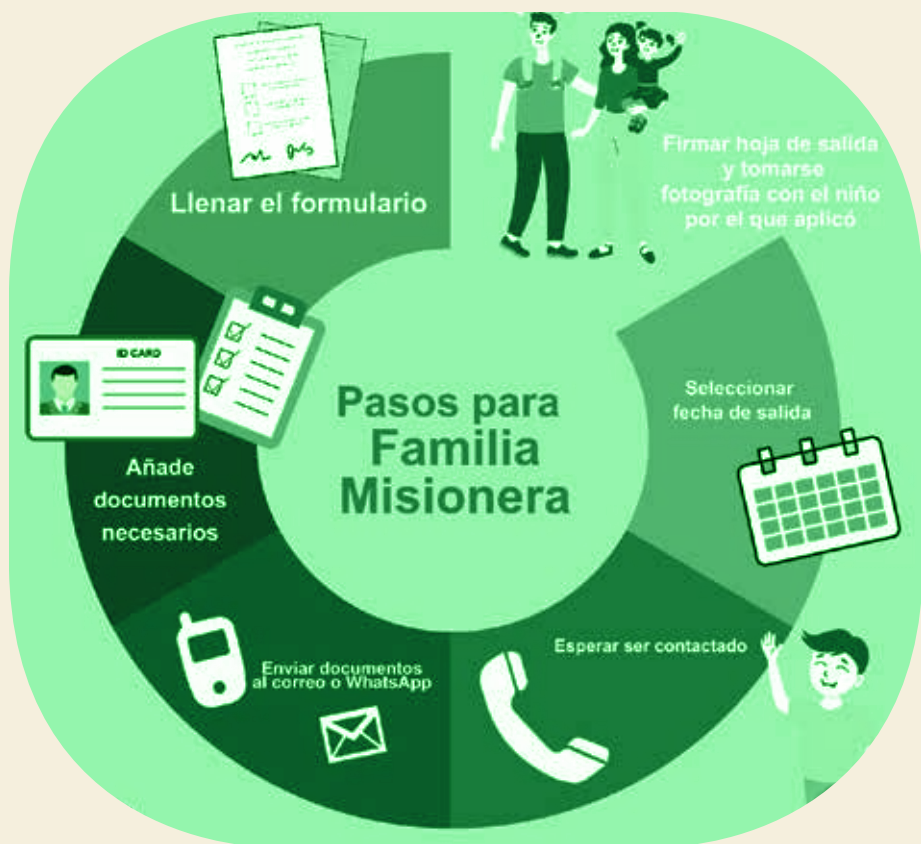 Pasos para
Familia
Misionera
Llenar el formulario
ID CARD
Añade
documentos
necesarios
Enviar documentos
al correo o WhatsApp
Esperar ser contactado
Seleccionar
fecha de salida
Firmar hoja de salida
y tomarse
fotografía con el niño
por el que aplicó